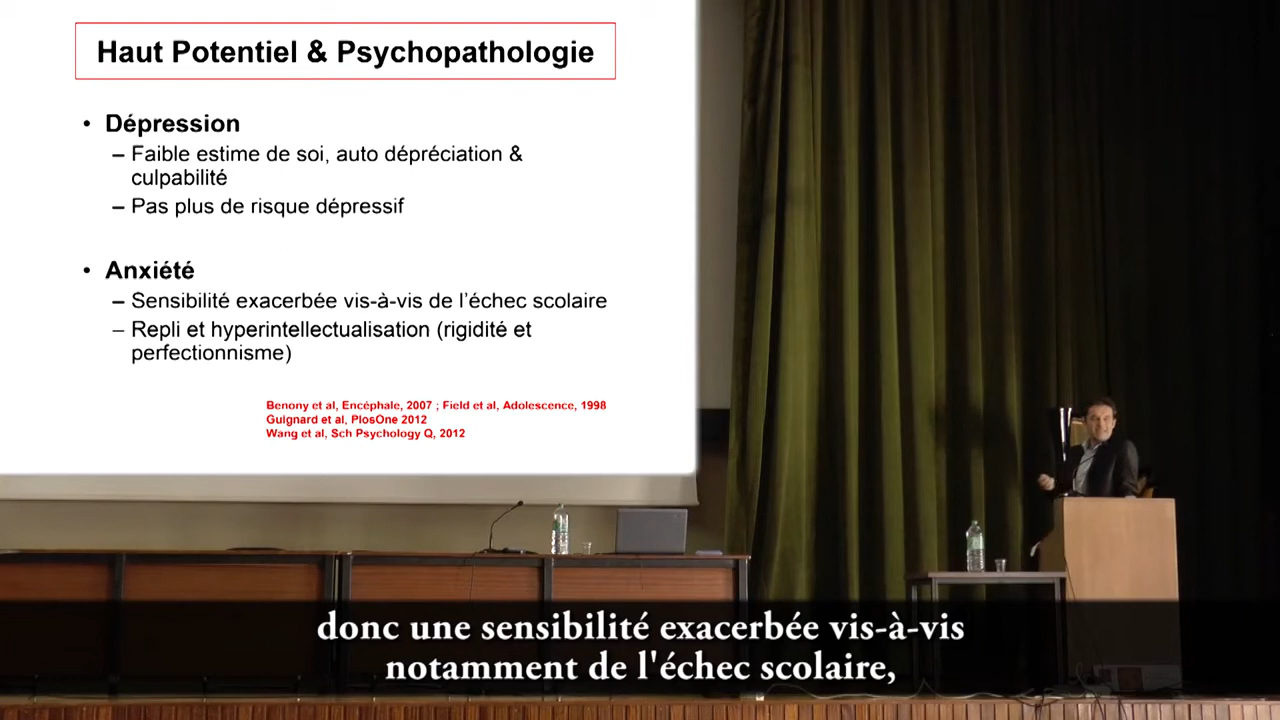 Haut Potentiel & Psychopathologie
• Dépression
– Faible estime de soi, auto dépréciation &
culpabilité
– Pas plus de risque dépressif
• Anxiété
– Sensibilité exacerbée vis-à-vis de l’échec scolaire
– Repli et hyperintellectualisation (rigidité et
perfectionnisme)
Benony et al, Encéphale, 2007 ; Field et al, Adolescence, 1998
Guignard et al, PlosOne 2012
Wang et al, Sch Psychology Q, 2012
donc une sensibilité exacerbée vis-à-vis
notamment de l'échec scolaire,